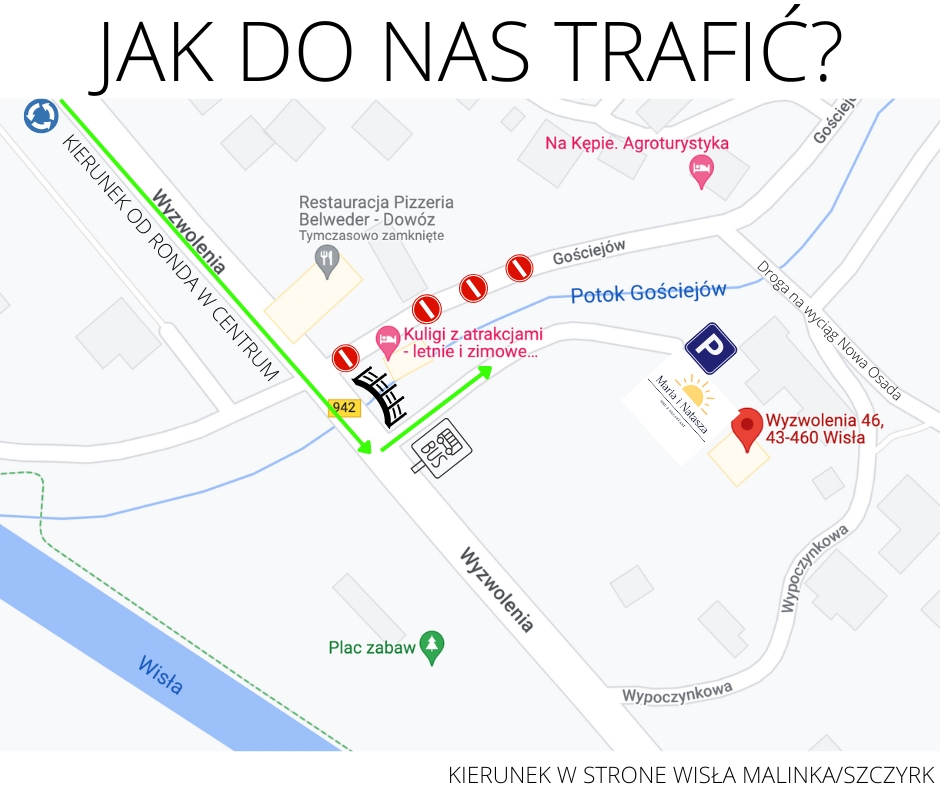 JAK DO NAS TRAFIĆ?
KIERUNEK OD RONDA W CENTRUM
Wyzwolenia
Gościejó
Na Kępie. Agroturystyka
Restauracja Pizzeria
Belweder - Dowóz
Tymczasowo zamknięte
Gościejów
Potok Gościejów
Droga na wyciąg Nowa Osada
Kuligi z atrakcjami
- letnie i zimowe...
P
Maria i Natasza
942
BUS
Wyzwolenia 46,
43-460 Wisła
Wyzwolenia
Wypoczynkowa
Plac zabaw
Wisła
Wypoczynkowa
KIERUNEK W STRONE WISŁA MALINKA/SZCZYRK